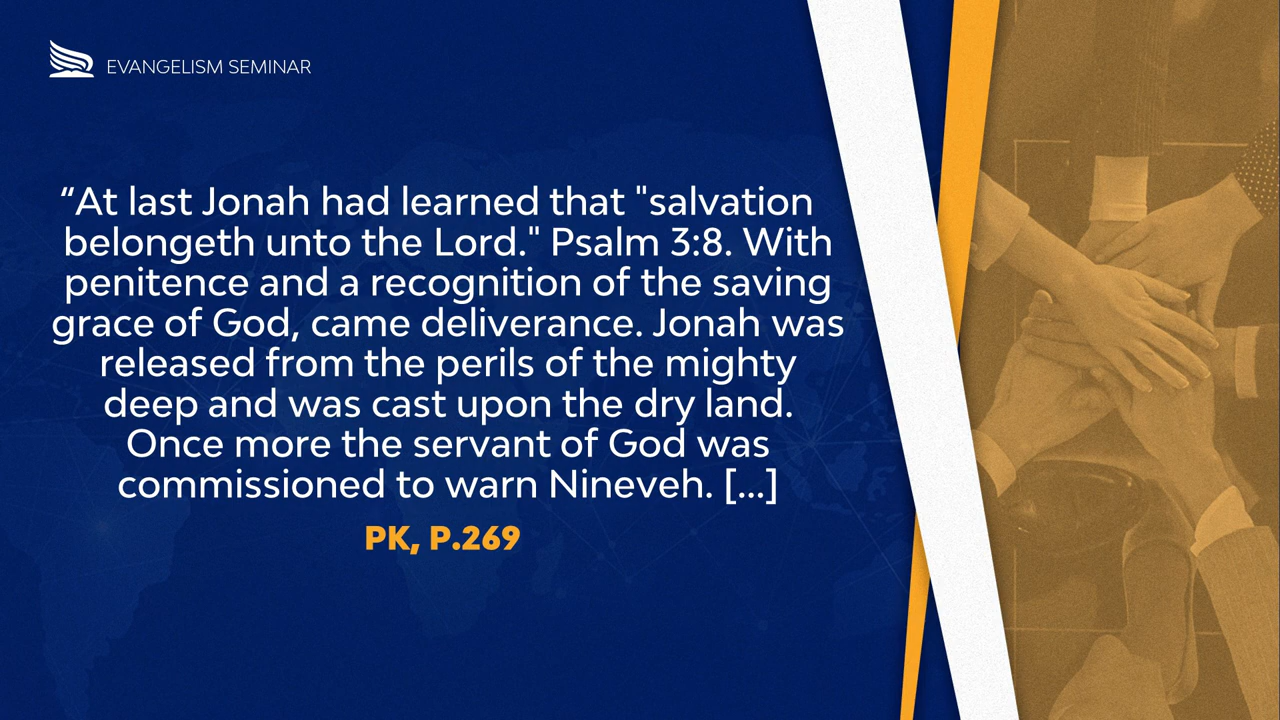 EVANGELISM SEMINAR
“At last Jonah had learned that "salvation
belongeth unto the Lord." Psalm 3:8. With
penitence and a recognition of the saving
grace of God, came deliverance. Jonah was
released from the perils of the mighty
deep and was cast upon the dry land.
Once more the servant of God was
commissioned to warn Nineveh. [...]
PK, P.269